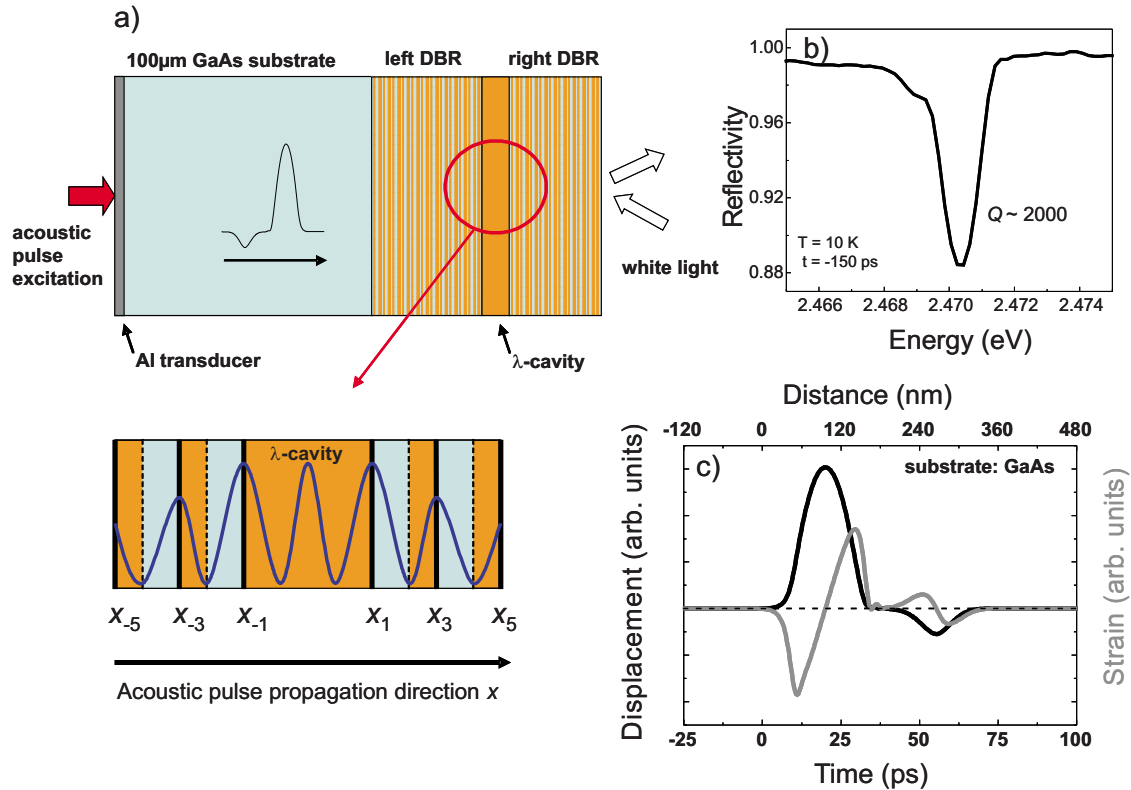 a)
100µm GaAs substrate
left DBR
right DBR
acoustic
pulse
excitation
white light
Al transducer
λ-cavity
λ-cavity
x₋₅
x₋₃
x₋₁
x₁
x₃
x₅
Acoustic pulse propagation direction x
b)
1.00
0.96
0.92
0.88
Reflectivity
Q ~ 2000
T = 10 K
t = -150 ps
2.466
2.468
2.470
2.472
2.474
Energy (eV)
Distance (nm)
-120
0
120
240
360
480
c)
substrate: GaAs
Displacement (arb. units)
Strain (arb. units)
-25
0
25
50
75
100
Time (ps)